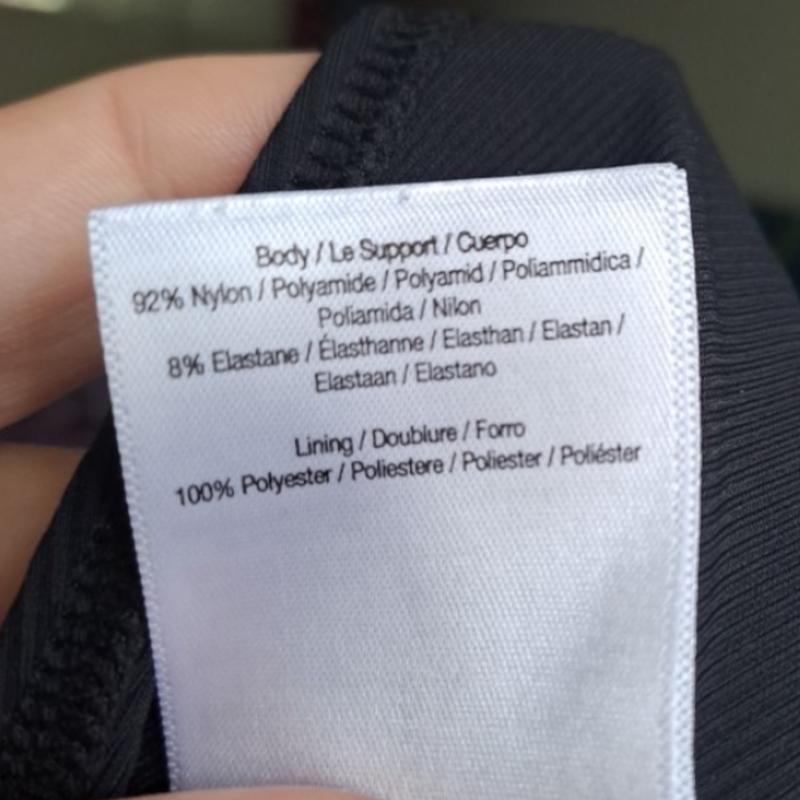 Body / Le Support / Cuerpo
92% Nylon / Polyamide / Polyamid / Poliammidica /
Poliamida / Nilon
8% Elastane / Élasthanne / Elasthan / Elastan /
Elastaan / Elastano
Lining / Doublure / Forro
100% Polyester / Poliestere / Poliester / Poliéster